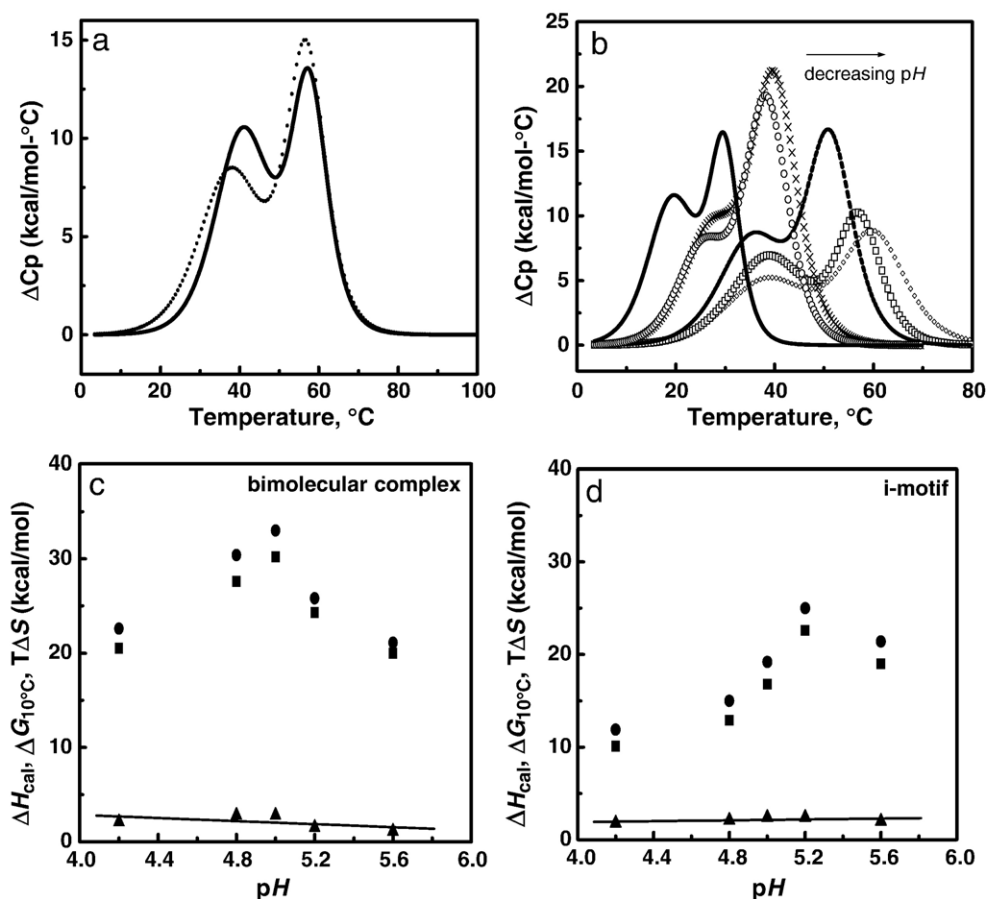 a
15
10
5
0
ΔCp (kcal/mol-°C)
0 20 40 60 80 100
Temperature, °C
b
25
20
15
10
5
0
ΔCp (kcal/mol-°C)
decreasing pH
0 20 40 60 80
Temperature, °C
c
bimolecular complex
40
30
20
10
0
ΔHcal, ΔG10°C, TΔS (kcal/mol)
4.0 4.4 4.8 5.2 5.6 6.0
pH
d
i-motif
40
30
20
10
0
ΔHcal, ΔG10°C, TΔS (kcal/mol)
4.0 4.4 4.8 5.2 5.6 6.0
pH